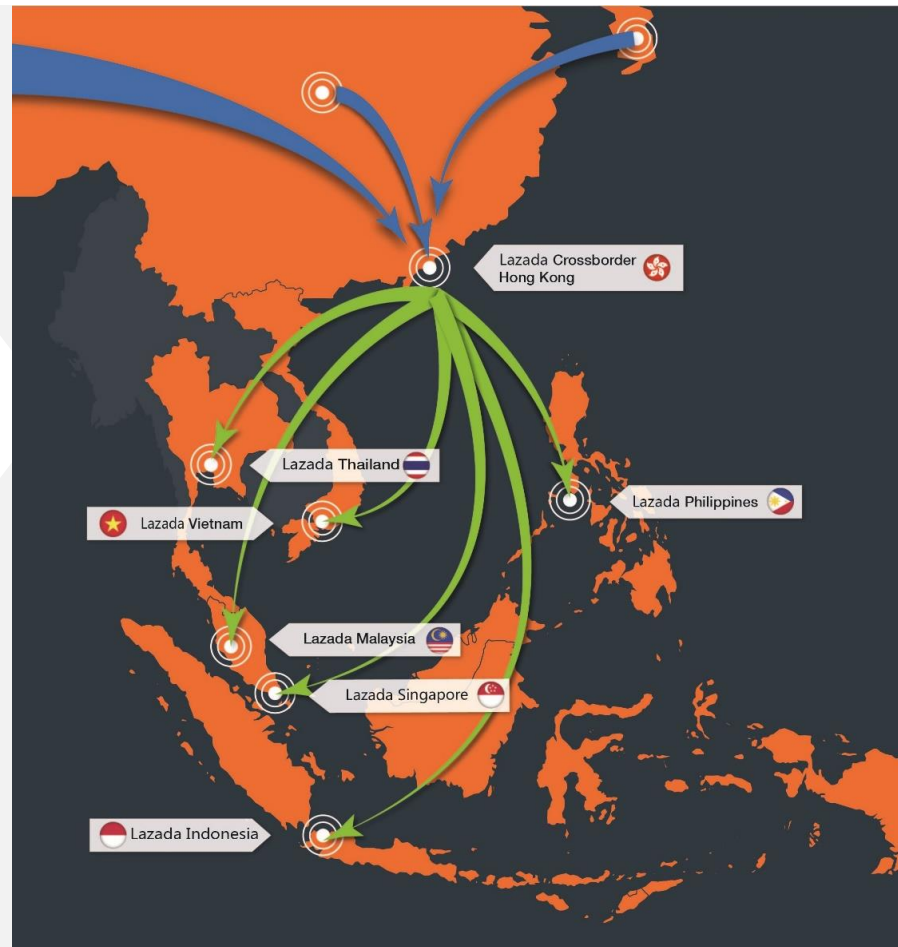 Lazada Crossborder
Hong Kong
Lazada Thailand
Lazada Philippines
Lazada Vietnam
Lazada Malaysia
Lazada Singapore
Lazada Indonesia